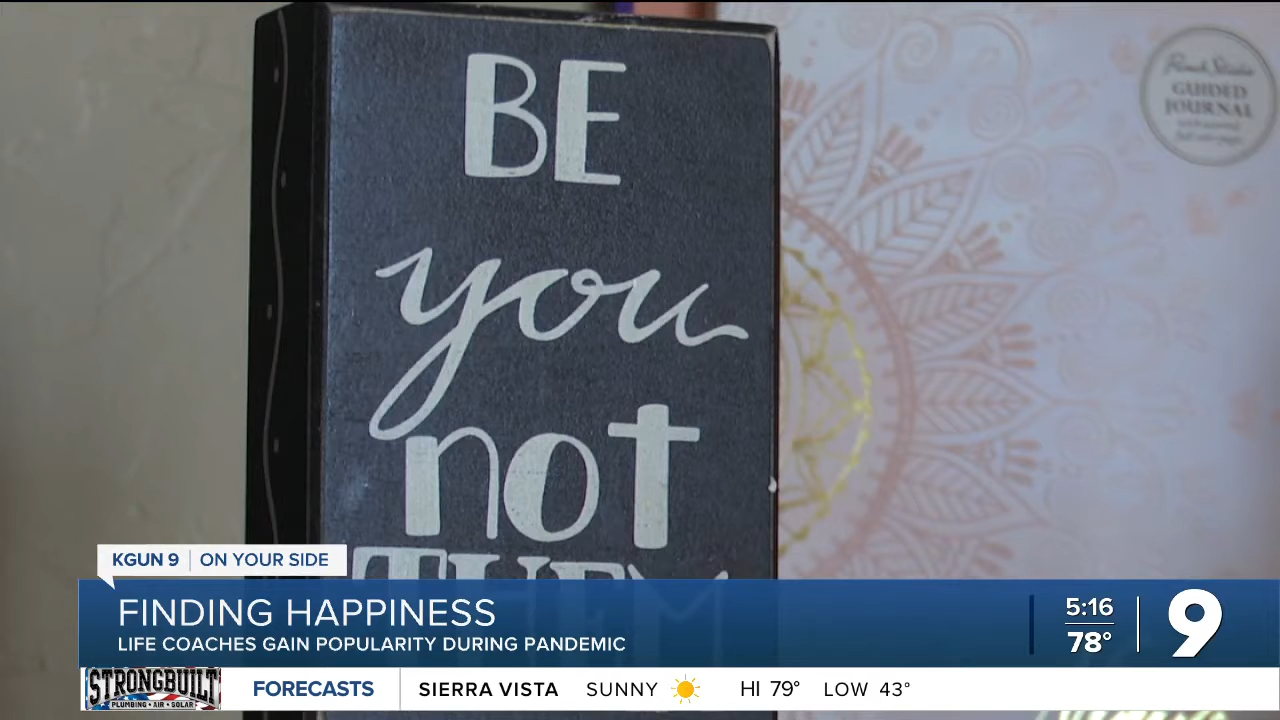 BE
you
not
THEM
GUIDED
JOURNAL
KGUN 9 | ON YOUR SIDE
FINDING HAPPINESS
LIFE COACHES GAIN POPULARITY DURING PANDEMIC
5:16
78°
9
STRONGBUILT
PLUMBING • AIR • SOLAR
FORECASTS
SIERRA VISTA SUNNY HI 79° LOW 43°